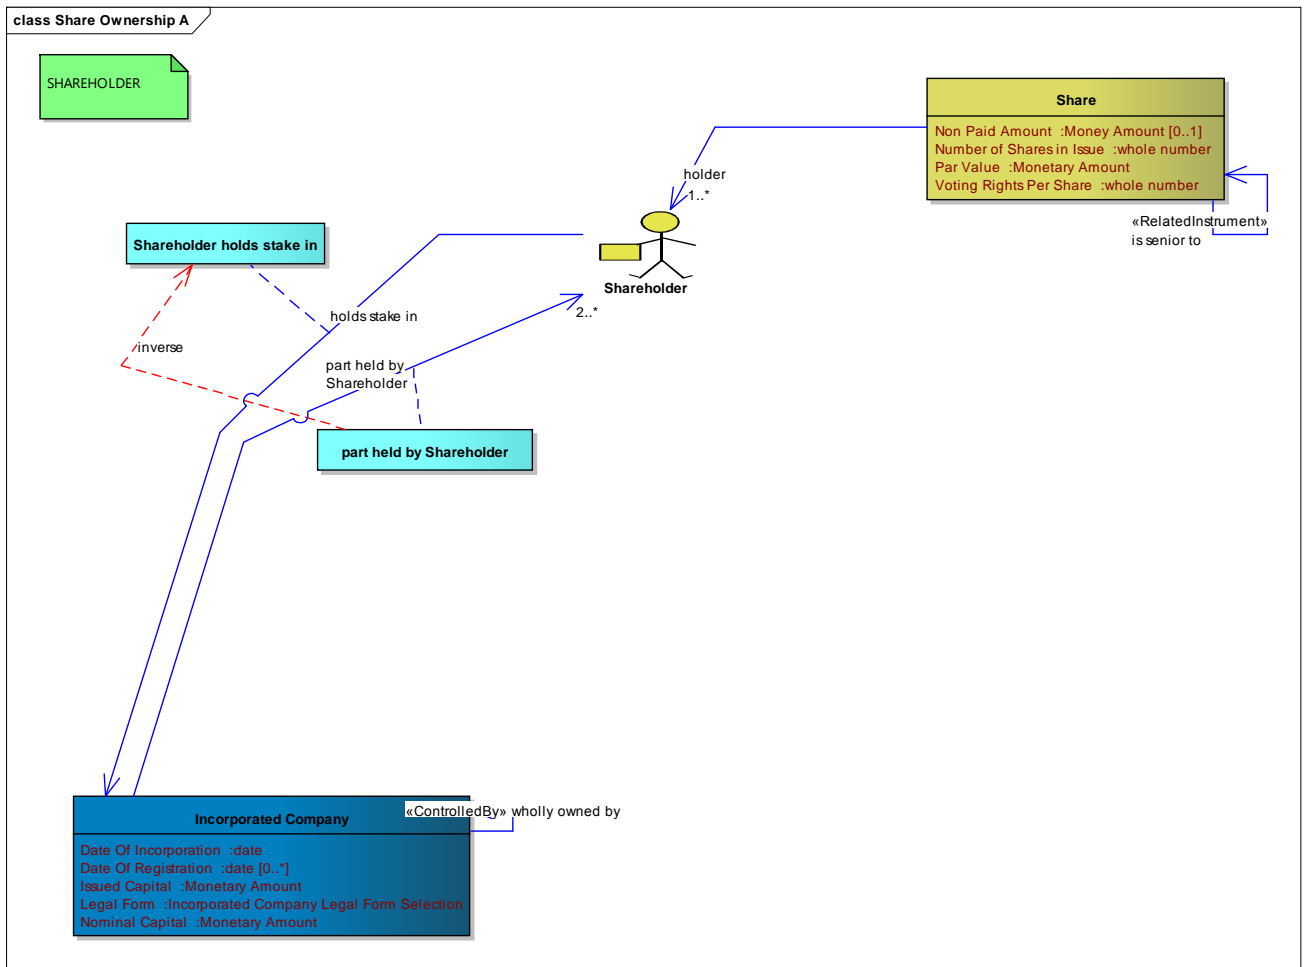 class Share Ownership A
SHAREHOLDER
Share
Non Paid Amount :Money Amount [0..1]
Number of Shares in Issue :whole number
Par Value :Monetary Amount
Voting Rights Per Share :whole number
holder
1..*
«RelatedInstrument»
is senior to
Shareholder holds stake in
Shareholder
2..*
holds stake in
inverse
part held by
Shareholder
part held by Shareholder
«ControlledBy» wholly owned by
Incorporated Company
Date Of Incorporation :date
Date Of Registration :date [0..*]
Issued Capital :Monetary Amount
Legal Form :Incorporated Company Legal Form Selection
Nominal Capital :Monetary Amount